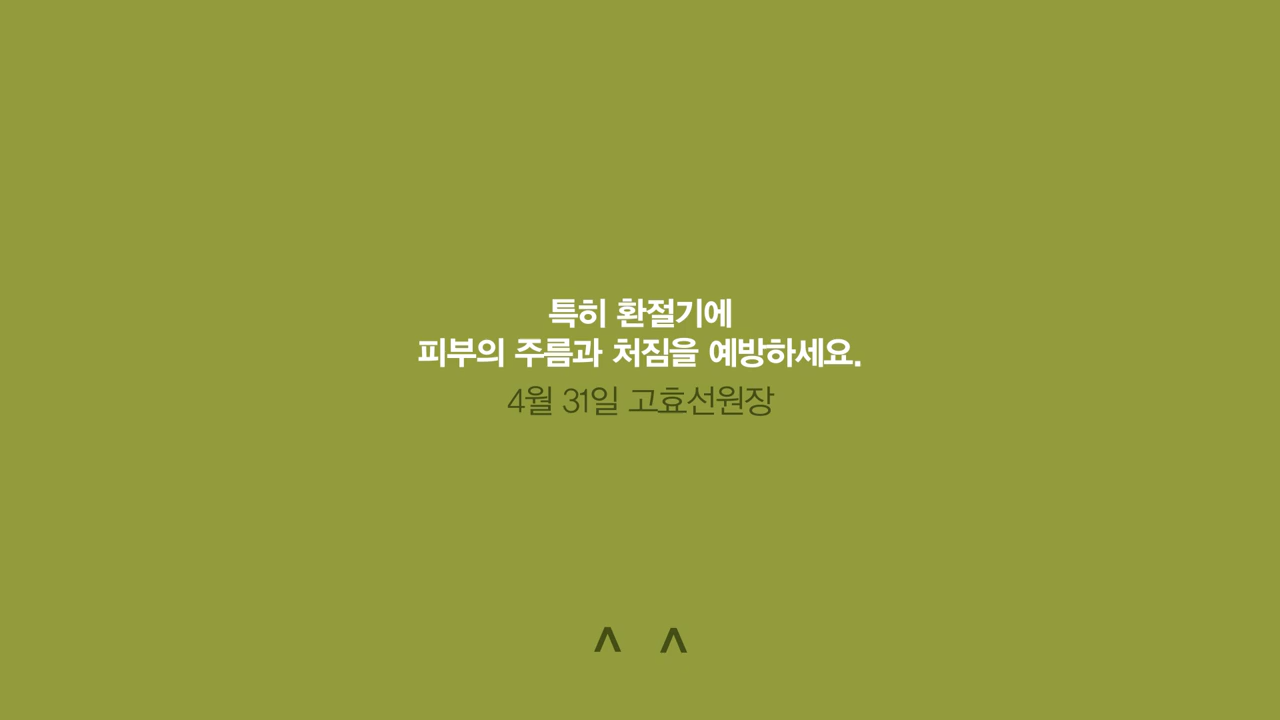 특히 환절기에
피부의 주름과 처짐을 예방하세요.
4월 31일 고효선원장
^ ^